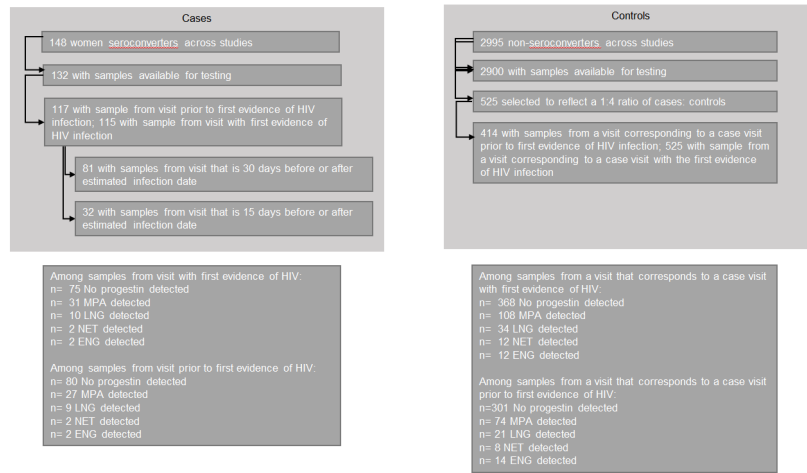 Cases
148 women seroconverters across studies
132 with samples available for testing
117 with sample from visit prior to first evidence of HIV
infection; 115 with sample from visit with first evidence of
HIV infection
81 with samples from visit that is 30 days before or after
estimated infection date
32 with samples from visit that is 15 days before or after
estimated infection date
Among samples from visit with first evidence of HIV:
n= 75 No progestin detected
n= 31 MPA detected
n= 10 LNG detected
n= 2 NET detected
n= 2 ENG detected
Among samples from visit prior to first evidence of HIV:
n= 80 No progestin detected
n= 27 MPA detected
n= 9 LNG detected
n= 2 NET detected
n= 2 ENG detected
Controls
2995 non-seroconverters across studies
2900 with samples available for testing
525 selected to reflect a 1:4 ratio of cases: controls
414 with samples from a visit corresponding to a case visit
prior to first evidence of HIV infection; 525 with sample from
a visit corresponding to a case visit with the first evidence
of HIV infection
Among samples from a visit that corresponds to a case visit
with first evidence of HIV:
n= 368 No progestin detected
n= 108 MPA detected
n= 34 LNG detected
n= 12 NET detected
n= 12 ENG detected
Among samples from a visit that corresponds to a case visit
prior to first evidence of HIV:
n=301 No progestin detected
n= 74 MPA detected
n= 21 LNG detected
n= 8 NET detected
n= 14 ENG detected